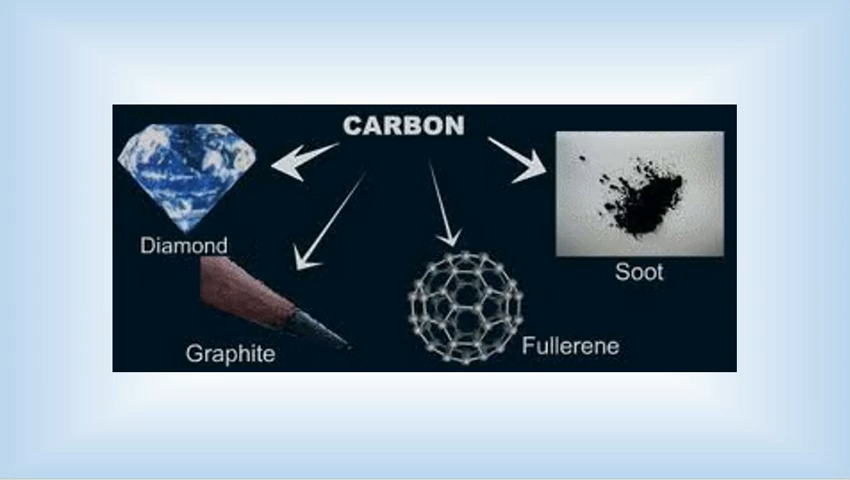 CARBON
Diamond
Soot
Graphite
Fullerene